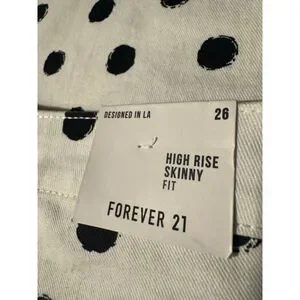 DESIGNED IN LA
26
HIGH RISE
SKINNY
FIT
FOREVER 21